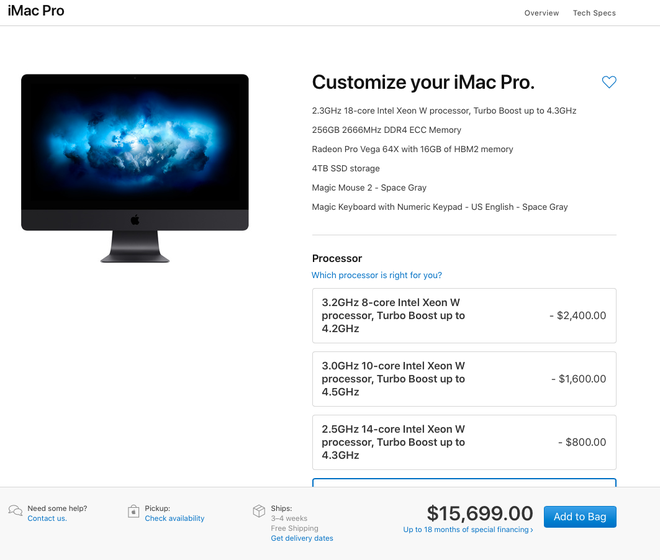 iMac Pro
Overview
Tech Specs
Customize your iMac Pro.
2.3GHz 18-core Intel Xeon W processor, Turbo Boost up to 4.3GHz
256GB 2666MHz DDR4 ECC Memory
Radeon Pro Vega 64X with 16GB of HBM2 memory
4TB SSD storage
Magic Mouse 2 - Space Gray
Magic Keyboard with Numeric Keypad - US English - Space Gray
Processor
Which processor is right for you?
3.2GHz 8-core Intel Xeon W
processor, Turbo Boost up to
4.2GHz
- $2,400.00
3.0GHz 10-core Intel Xeon W
processor, Turbo Boost up to
4.5GHz
- $1,600.00
2.5GHz 14-core Intel Xeon W
processor, Turbo Boost up to
4.3GHz
- $800.00
Need some help?
Contact us.
Pickup:
Check availability
Ships:
3–4 weeks
Free Shipping
Get delivery dates
$15,699.00
Up to 18 months of special financing ›
Add to Bag